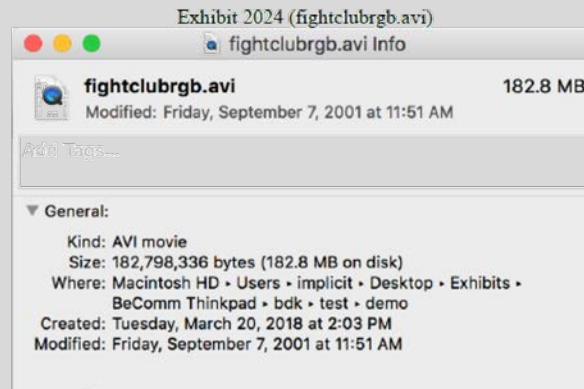 Exhibit 2024 (fightclubrgb.avi)
fightclubrgb.avi Info
fightclubrgb.avi 182.8 MB
Modified: Friday, September 7, 2001 at 11:51 AM
Add Tags...
General:
Kind: AVI movie
Size: 182,798,336 bytes (182.8 MB on disk)
Where: Macintosh HD ▸ Users ▸ implicit ▸ Desktop ▸ Exhibits ▸
BeComm Thinkpad ▸ bdk ▸ test ▸ demo
Created: Tuesday, March 20, 2018 at 2:03 PM
Modified: Friday, September 7, 2001 at 11:51 AM